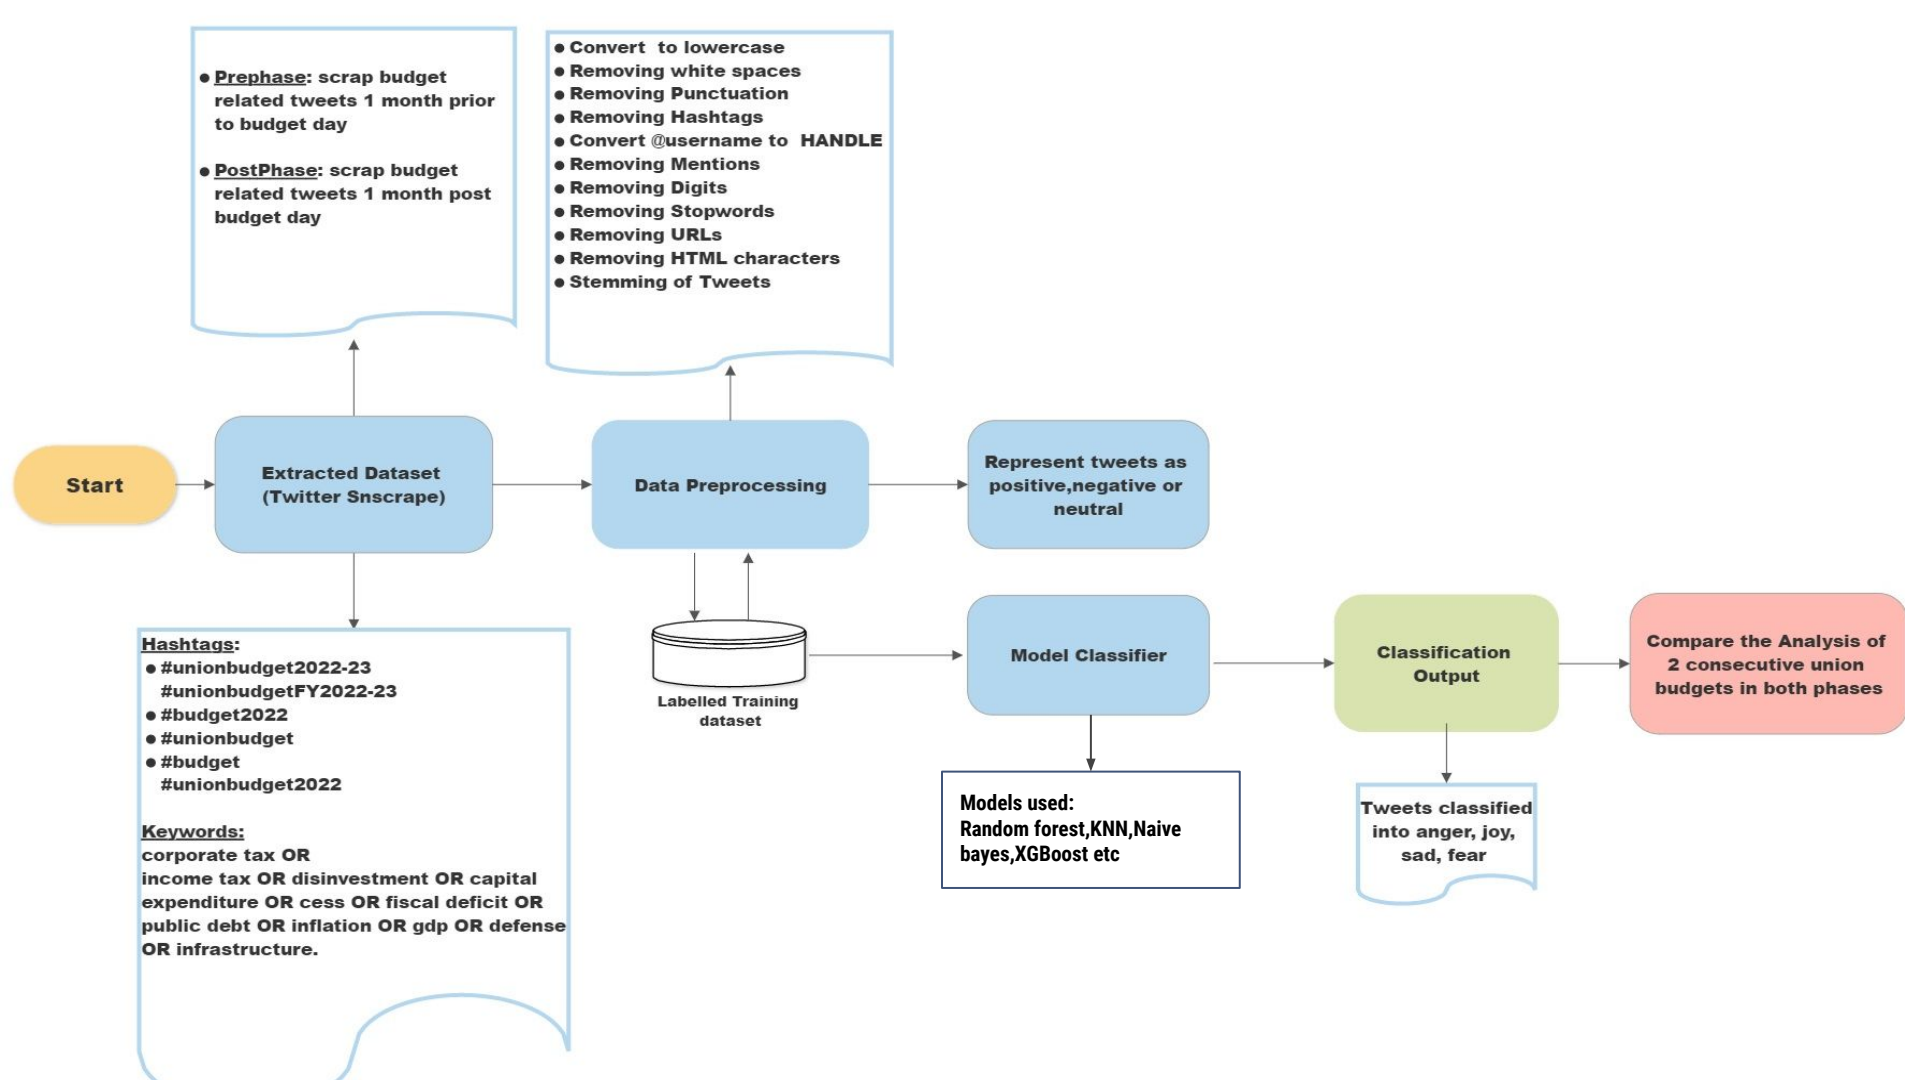 ● Prephase: scrap budget
related tweets 1 month prior
to budget day
● PostPhase: scrap budget
related tweets 1 month post
budget day
● Convert to lowercase
● Removing white spaces
● Removing Punctuation
● Removing Hashtags
● Convert @username to HANDLE
● Removing Mentions
● Removing Digits
● Removing Stopwords
● Removing URLs
● Removing HTML characters
● Stemming of Tweets
Start
Extracted Dataset
(Twitter Snscrape)
Data Preprocessing
Represent tweets as
positive,negative or
neutral
Hashtags:
● #unionbudget2022-23
#unionbudgetFY2022-23
● #budget2022
● #unionbudget
● #budget
#unionbudget2022
Keywords:
corporate tax OR
income tax OR disinvestment OR capital
expenditure OR cess OR fiscal deficit OR
public debt OR inflation OR gdp OR defense
OR infrastructure.
Labelled Training
dataset
Model Classifier
Models used:
Random forest,KNN,Naive
bayes,XGBoost etc
Classification
Output
Tweets classified
into anger, joy,
sad, fear
Compare the Analysis of
2 consecutive union
budgets in both phases